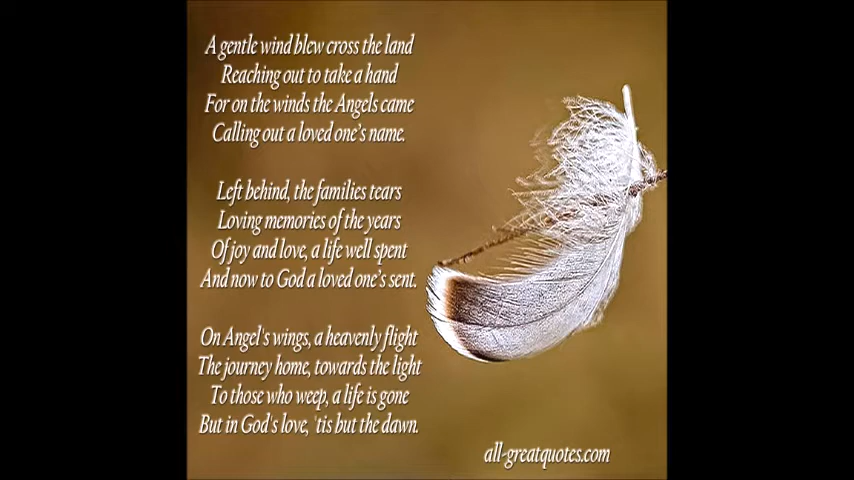 A gentle wind blew cross the land
Reaching out to take a hand
For on the winds the Angels came
Calling out a loved one's name.
Left behind, the families tears
Loving memories of the years
Of joy and love, a life well spent
And now to God a loved one's sent.
On Angel's wings, a heavenly flight
The journey home, towards the light
To those who weep, a life is gone
But in God's love, 'tis but the dawn.
all-greatquotes.com